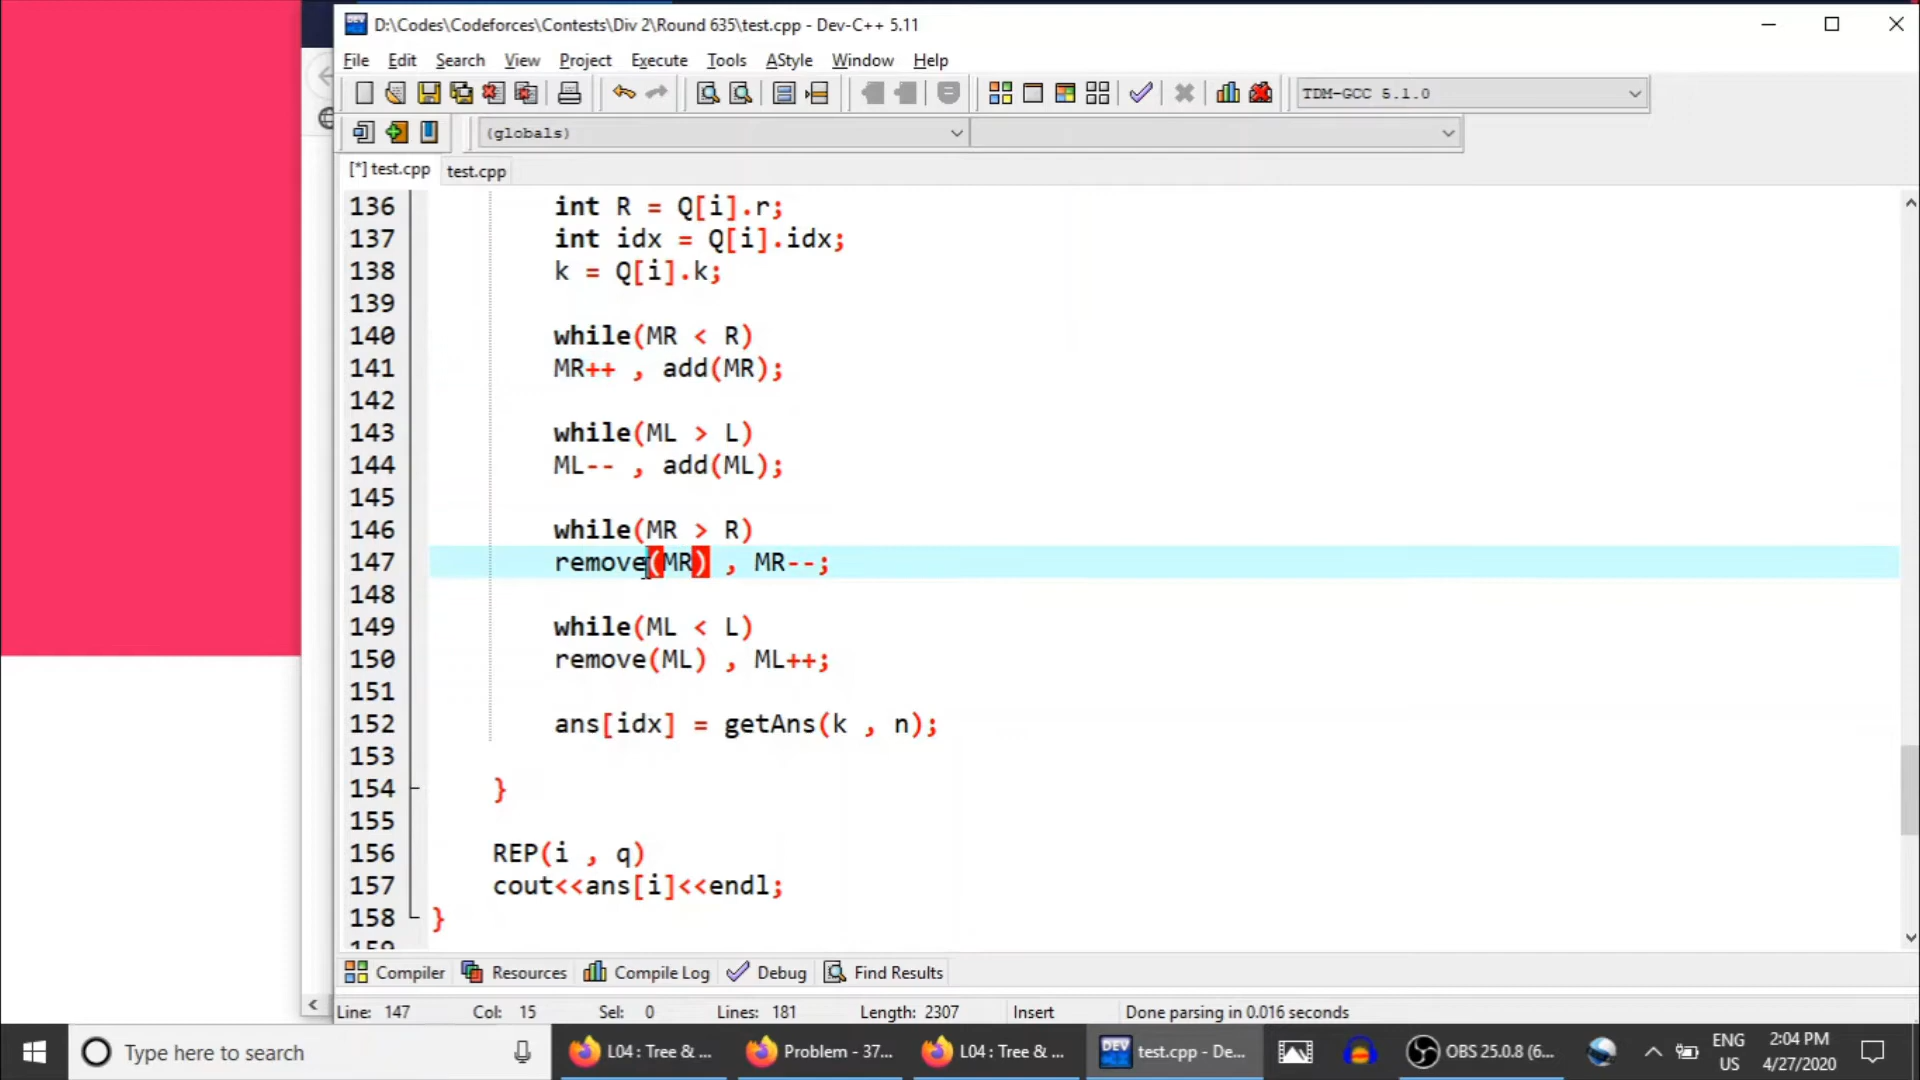 D:\Codes\Codeforces\Contests\Div 2\Round 635\test.cpp - Dev-C++ 5.11
File Edit Search View Project Execute Tools AStyle Window Help
TDM-GCC 5.1.0
(globals)
[*] test.cpp test.cpp
136 int R = Q[i].r;
137 int idx = Q[i].idx;
138 k = Q[i].k;
139
140 while(MR < R)
141 MR++ , add(MR);
142
143 while(ML > L)
144 ML-- , add(ML);
145
146 while(MR > R)
147 remove(MR) , MR--;
148
149 while(ML < L)
150 remove(ML) , ML++;
151
152 ans[idx] = getAns(k , n);
153
154 }
155
156 REP(i , q)
157 cout<<ans[i]<<endl;
158 }
159
Compiler Resources Compile Log Debug Find Results
Line: 147 Col: 15 Sel: 0 Lines: 181 Length: 2307 Insert Done parsing in 0.016 seconds
Type here to search L04 : Tree & ... Problem - 37... L04 : Tree & ... DEV test.cpp - De... OBS 25.0.8 (6... ENG US 2:04 PM 4/27/2020